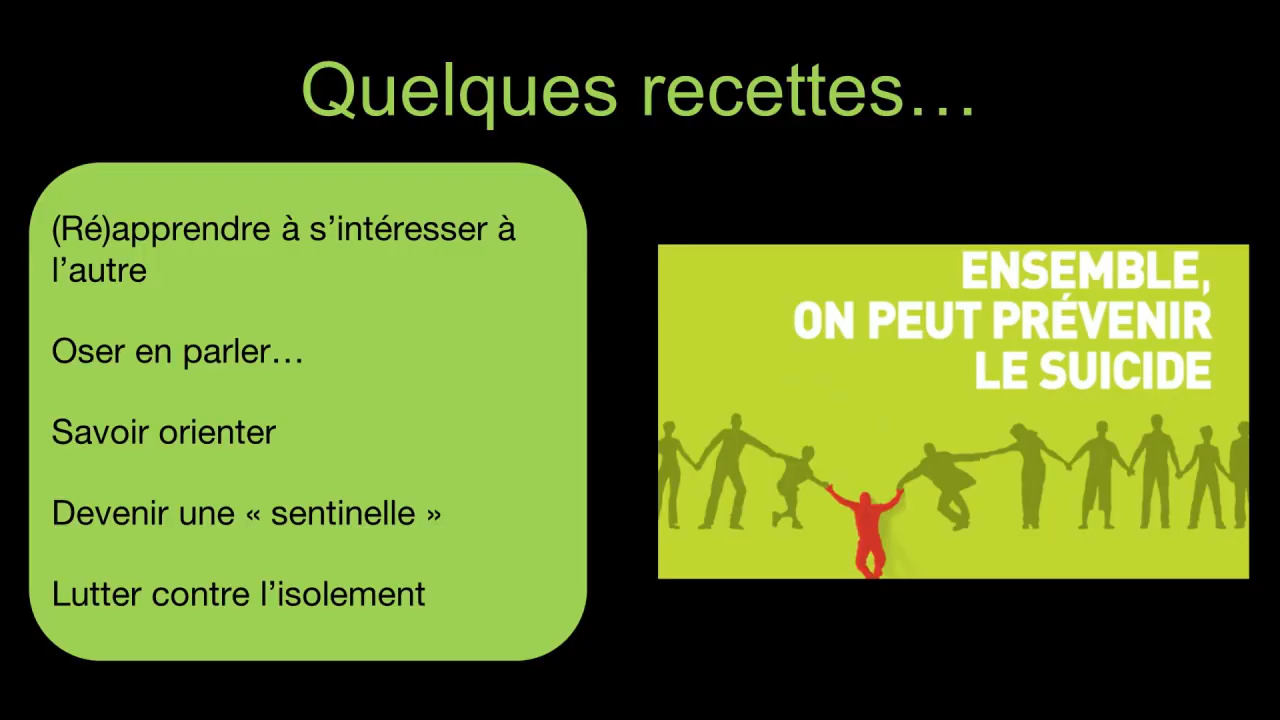 Quelques recettes…
(Ré)apprendre à s’intéresser à
l’autre
Oser en parler…
Savoir orienter
Devenir une « sentinelle »
Lutter contre l’isolement
ENSEMBLE,
ON PEUT PRÉVENIR
LE SUICIDE